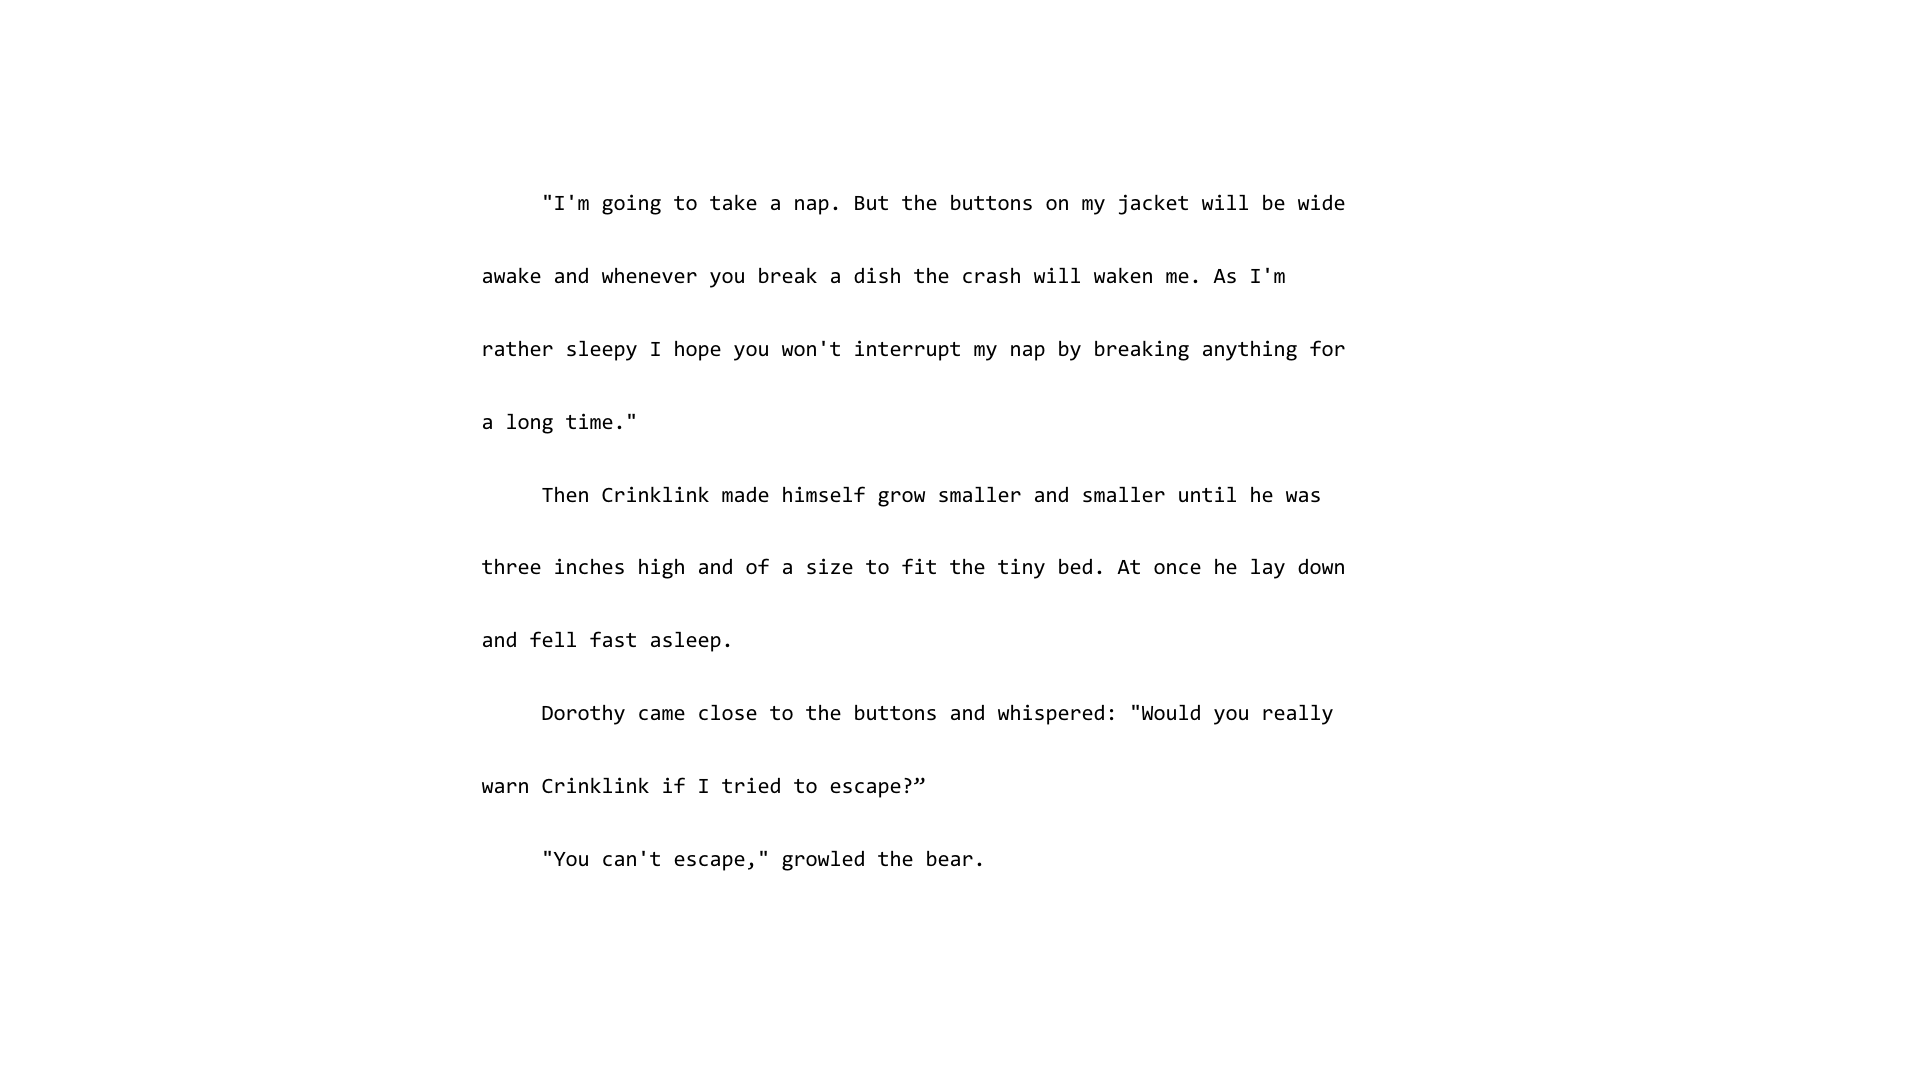 "I'm going to take a nap. But the buttons on my jacket will be wide
awake and whenever you break a dish the crash will waken me. As I'm
rather sleepy I hope you won't interrupt my nap by breaking anything for
a long time."
Then Crinklink made himself grow smaller and smaller until he was
three inches high and of a size to fit the tiny bed. At once he lay down
and fell fast asleep.
Dorothy came close to the buttons and whispered: "Would you really
warn Crinklink if I tried to escape?”
"You can't escape," growled the bear.